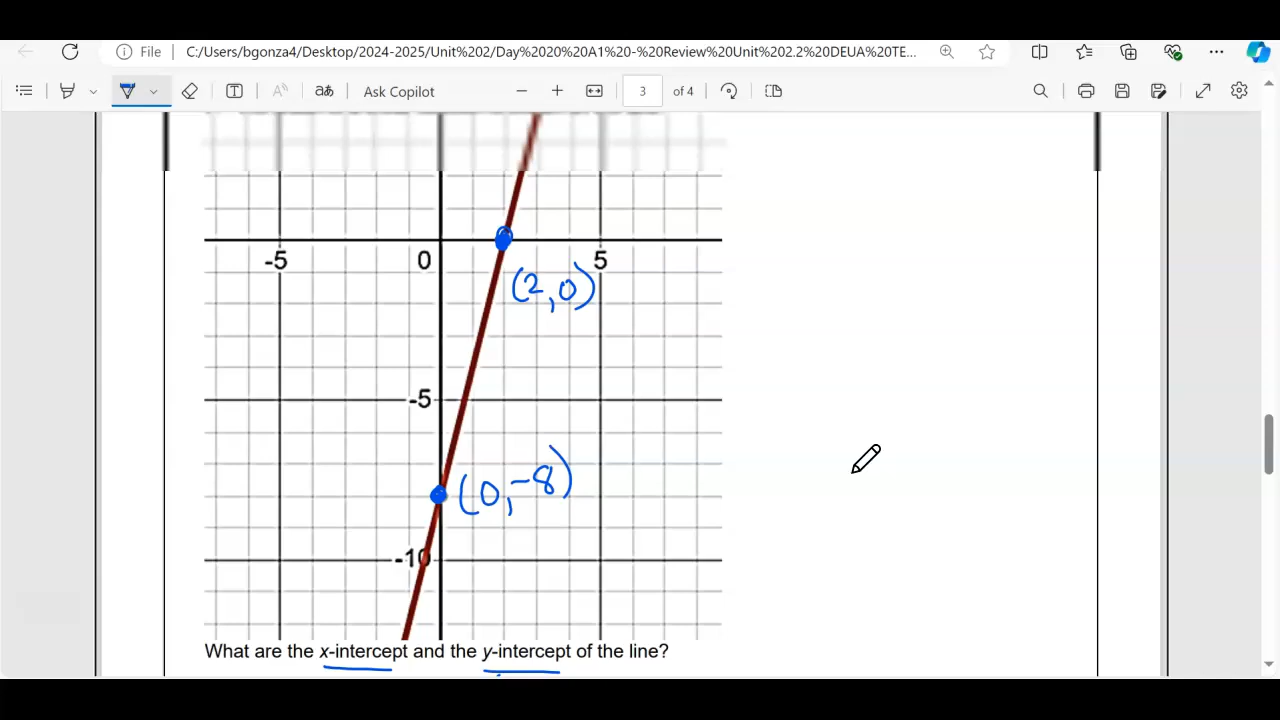 File C:/Users/bgonza4/Desktop/2024-2025/Unit%202/Day%2020%20A1%20-%20Review%20Unit%202.2%20DEUA%20TE...
Ask Copilot 3 of 4
-5 0 5
(2,0)
-5
(0,-8)
-10
What are the x-intercept and the y-intercept of the line?